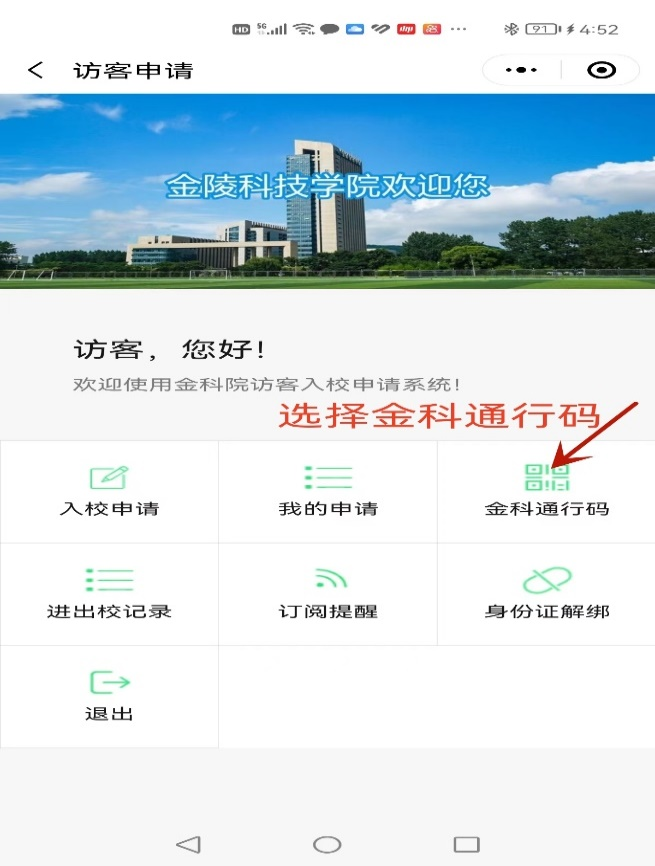 HD 5G 91 4:52
访客申请
金陵科技学院欢迎您
访客，您好！
欢迎使用金科院访客入校申请系统！
选择金科通行码
入校申请 我的申请 金科通行码
进出校记录 订阅提醒 身份证解绑
退出